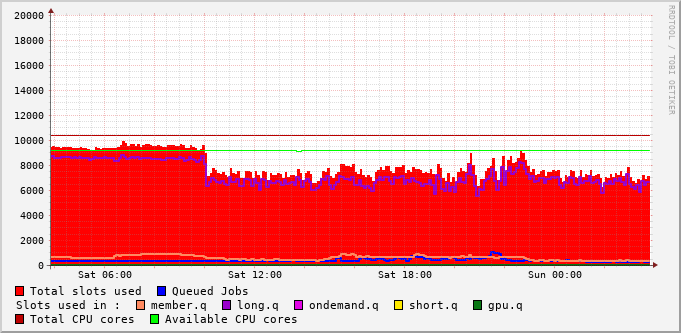 20000
18000
16000
14000
12000
10000
8000
6000
4000
2000
0
Sat 06:00 Sat 12:00 Sat 18:00 Sun 00:00
RRDTOOL / TOBI OETIKER
Total slots used Queued Jobs
Slots used in : member.q long.q ondemand.q short.q gpu.q
Total CPU cores Available CPU cores